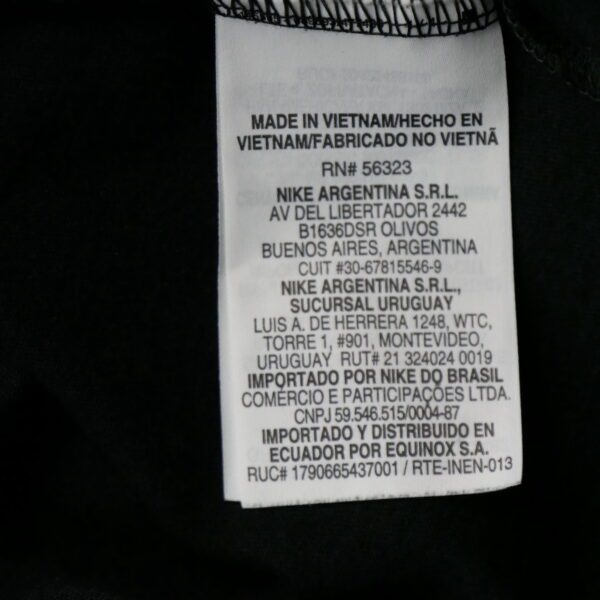 MADE IN VIETNAM/HECHO EN
VIETNAM/FABRICADO NO VIETNÃ
RN# 56323
NIKE ARGENTINA S.R.L.
AV DEL LIBERTADOR 2442
B1636DSR OLIVOS
BUENOS AIRES, ARGENTINA
CUIT #30-67815546-9
NIKE ARGENTINA S.R.L.,
SUCURSAL URUGUAY
LUIS A. DE HERRERA 1248, WTC,
TORRE 1, #901, MONTEVIDEO,
URUGUAY RUT# 21 324024 0019
IMPORTADO POR NIKE DO BRASIL
COMÉRCIO E PARTICIPAÇÕES LTDA.
CNPJ 59.546.515/0004-87
IMPORTADO Y DISTRIBUIDO EN
ECUADOR POR EQUINOX S.A.
RUC# 1790665437001 / RTE-INEN-013